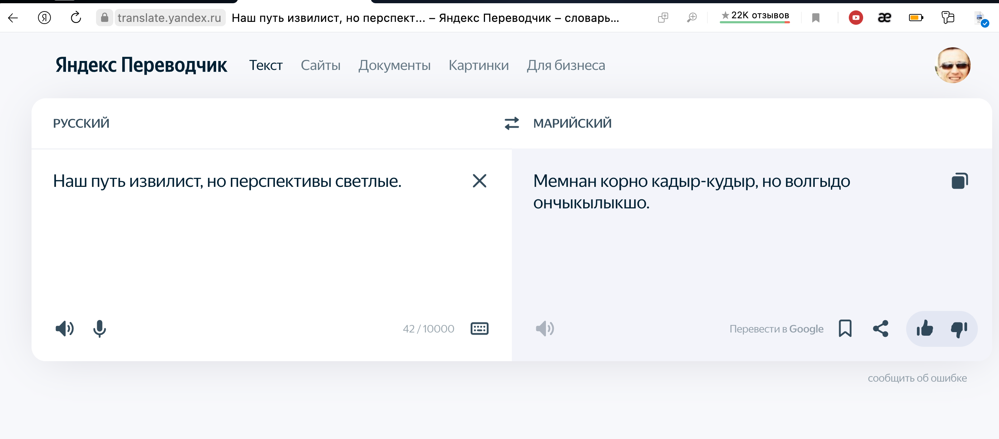 translate.yandex.ru Наш путь извилист, но перспект... – Яндекс Переводчик – словарь... 22K отзывов
Яндекс Переводчик Текст Сайты Документы Картинки Для бизнеса
РУССКИЙ
МАРИЙСКИЙ
Наш путь извилист, но перспективы светлые.
Мемнан корно кадыр-кудыр, но волгыдо
ончыкылыкшо.
42 / 10000
Перевести в Google
сообщить об ошибке